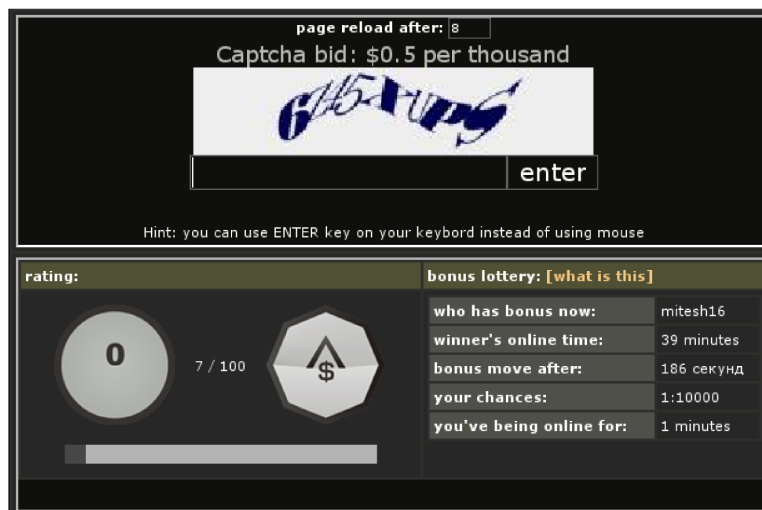 page reload after: 8
Captcha bid: $0.5 per thousand
enter
Hint: you can use ENTER key on your keybord instead of using mouse
rating:
0
7 / 100
$
bonus lottery: [what is this]
who has bonus now: mitesh16
winner's online time: 39 minutes
bonus move after: 186 секунд
your chances: 1:10000
you've being online for: 1 minutes